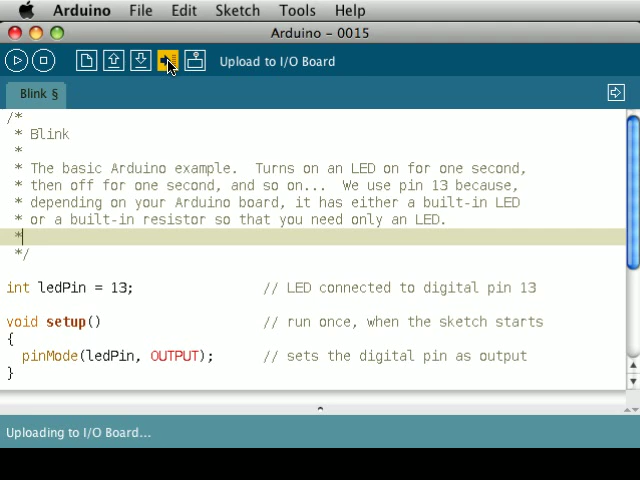 Arduino File Edit Sketch Tools Help
Arduino - 0015
Upload to I/O Board
Blink §
/*
* Blink
*
* The basic Arduino example.  Turns on an LED on for one second,
* then off for one second, and so on...  We use pin 13 because,
* depending on your Arduino board, it has either a built-in LED
* or a built-in resistor so that you need only an LED.
*
*/
int ledPin = 13; // LED connected to digital pin 13
void setup() // run once, when the sketch starts
{
pinMode(ledPin, OUTPUT); // sets the digital pin as output
}
Uploading to I/O Board...